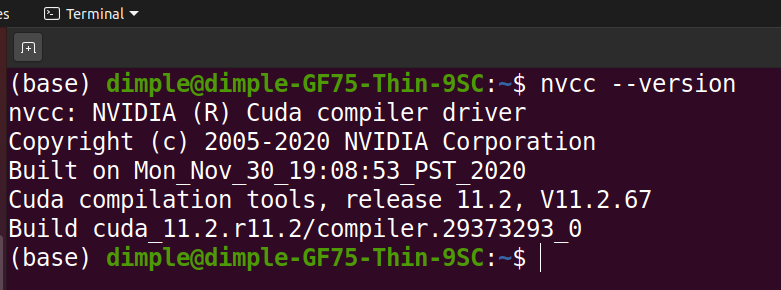 es Terminal
(base) dimple@dimple-GF75-Thin-9SC:~$ nvcc --version
nvcc: NVIDIA (R) Cuda compiler driver
Copyright (c) 2005-2020 NVIDIA Corporation
Built on Mon_Nov_30_19:08:53_PST_2020
Cuda compilation tools, release 11.2, V11.2.67
Build cuda_11.2.r11.2/compiler.29373293_0
(base) dimple@dimple-GF75-Thin-9SC:~$